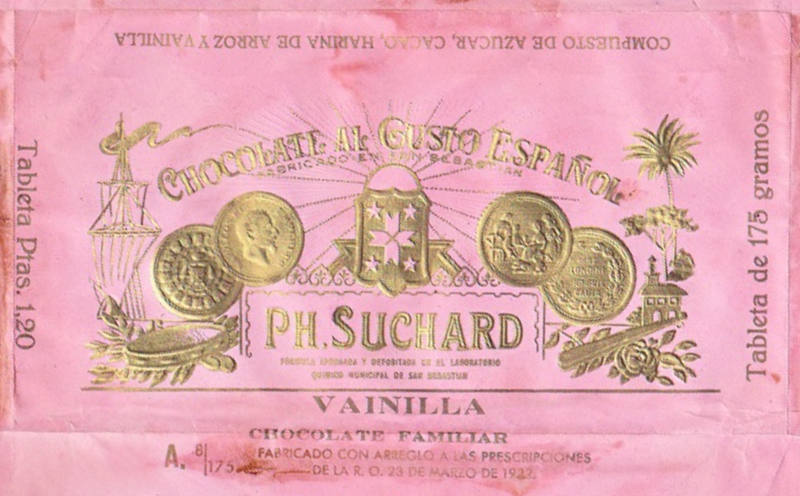 COMPUESTO DE AZUCAR, CACAO, HARINA DE ARROZ Y VAINILLA
CHOCOLATE AL GUSTO ESPAÑOL
FABRICADO EN SAN SEBASTIAN
Tableta Ptas. 1,20
Tableta de 175 gramos
PH. SUCHARD
FÓRMULA APROBADA Y DEPOSITADA EN EL LABORATORIO
QUIMICO MUNICIPAL DE SAN SEBASTIAN
VAINILLA
CHOCOLATE FAMILIAR
A. 8/175
FABRICADO CON ARREGLO A LAS PRESCRIPCIONES
DE LA R. O. 23 DE MARZO DE